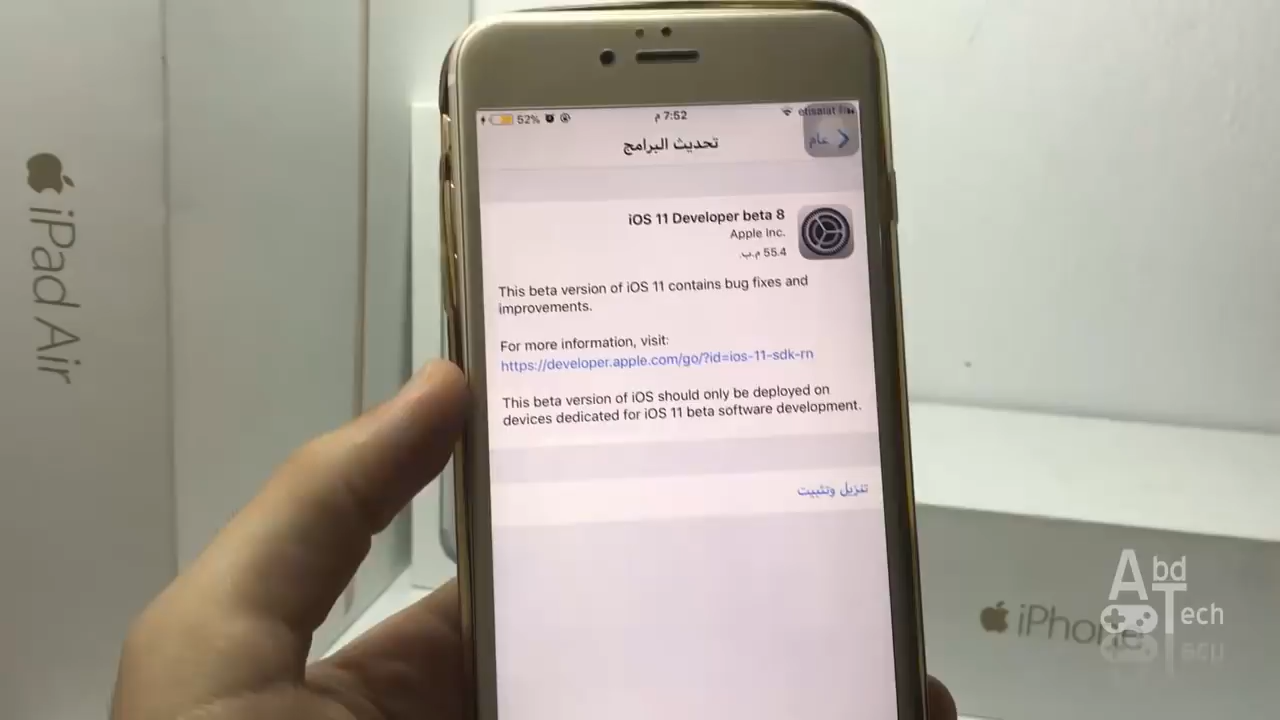 iPad Air
52%
7:52 م
etisalat
تحديث البرامج
عام
iOS 11 Developer beta 8
Apple Inc.
55.4 م.ب.
This beta version of iOS 11 contains bug fixes and
improvements.
For more information, visit:
https://developer.apple.com/go/?id=ios-11-sdk-rn
This beta version of iOS should only be deployed on
devices dedicated for iOS 11 beta software development.
تنزيل وتثبيت
iPhone
Abd
Tech